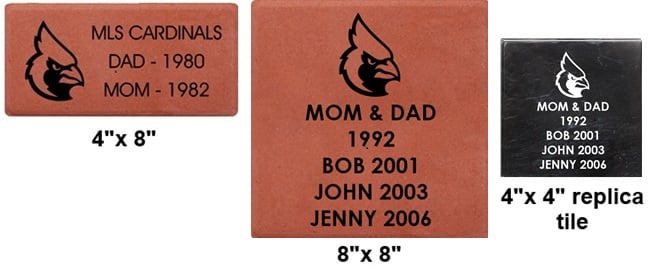 MLS CARDINALS
DAD - 1980
MOM - 1982
4"x 8"
MOM & DAD
1992
BOB 2001
JOHN 2003
JENNY 2006
8"x 8"
MOM & DAD
1992
BOB 2001
JOHN 2003
JENNY 2006
4"x 4" replica
tile